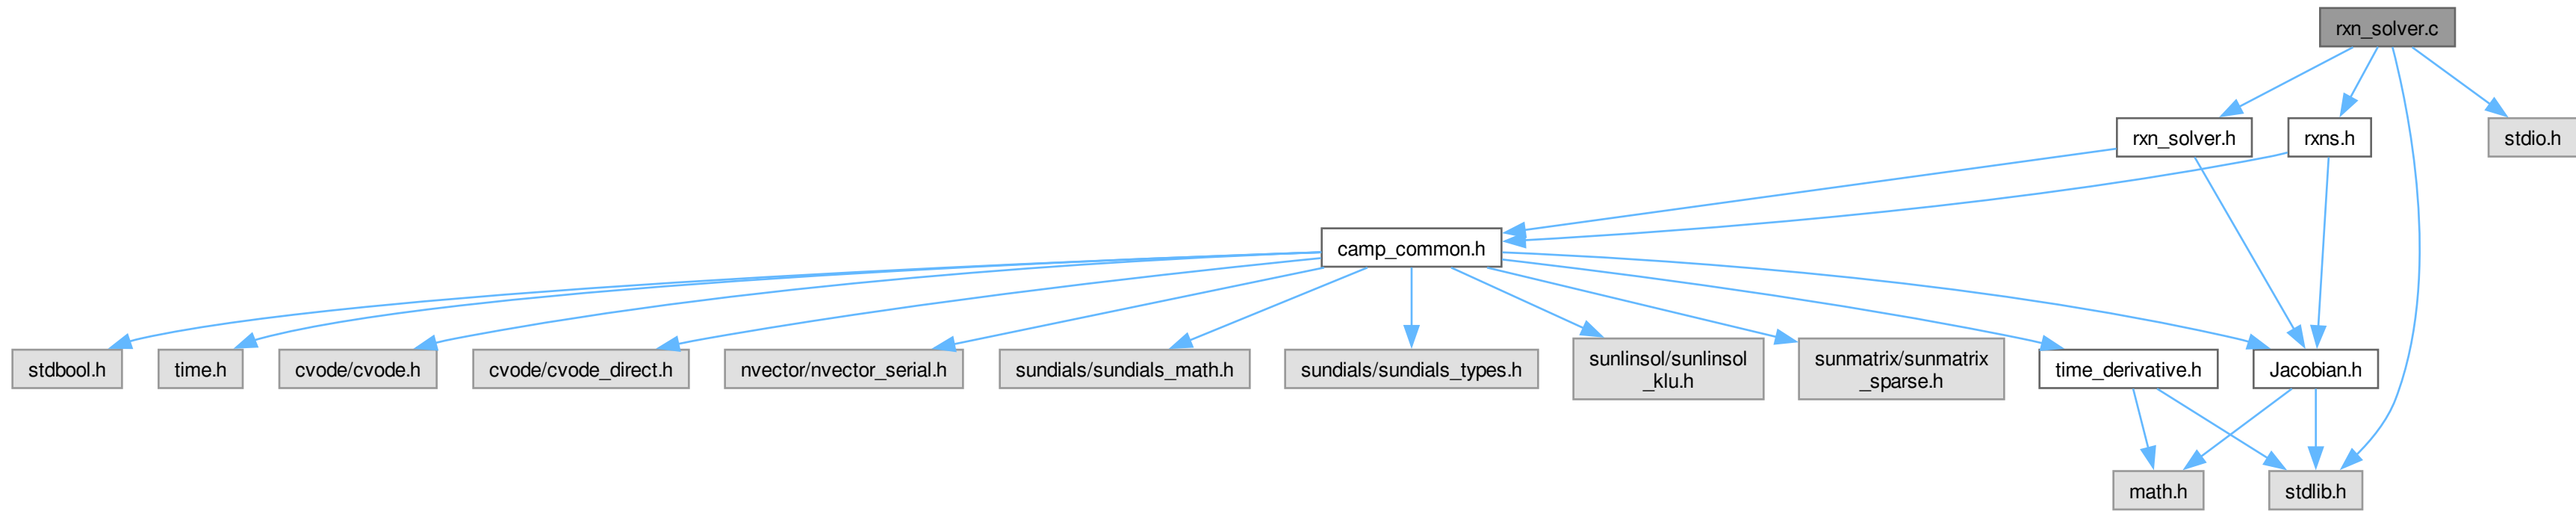 rxn_solver.c
rxn_solver.h
rxns.h
stdio.h
camp_common.h
stdbool.h
time.h
cvode/cvode.h
cvode/cvode_direct.h
nvector/nvector_serial.h
sundials/sundials_math.h
sundials/sundials_types.h
sunlinsol/sunlinsol
_klu.h
sunmatrix/sunmatrix
_sparse.h
time_derivative.h
Jacobian.h
math.h
stdlib.h